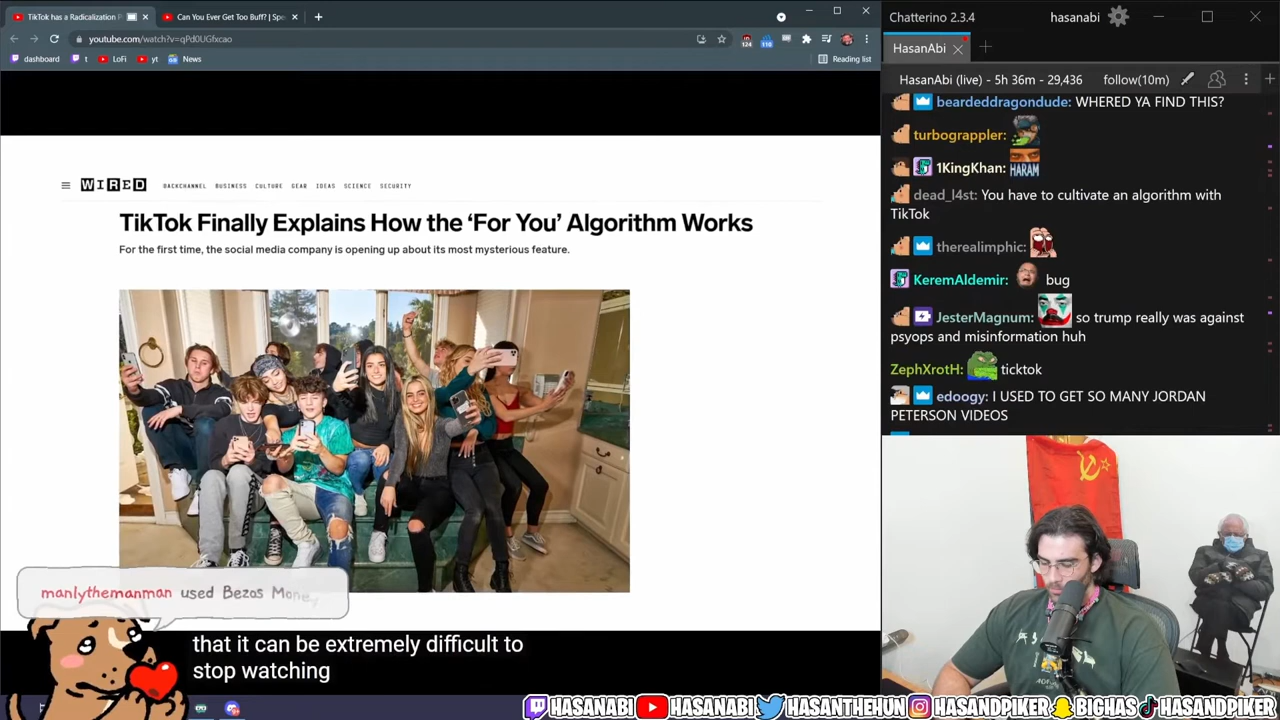 TikTok has a Radicalization P
Can You Ever Get Too Buff? | Spe
youtube.com/watch?v=qPd0UGfxcao
124
116
dashboard
t
LoFi
yt
News
Reading list
WIRED
BACKCHANNEL BUSINESS CULTURE GEAR IDEAS SCIENCE SECURITY
TikTok Finally Explains How the ‘For You’ Algorithm Works
For the first time, the social media company is opening up about its most mysterious feature.
manlythemanman used Bezos Money
that it can be extremely difficult to
stop watching
Chatterino 2.3.4
hasanabi
HasanAbi
HasanAbi (live) - 5h 36m - 29,436
follow(10m)
beardeddragondude: WHERED YA FIND THIS?
turbograppler:
1KingKhan: HARAM
dead_l4st: You have to cultivate an algorithm with
TikTok
therealimphic:
KeremAldemir: bug
JesterMagnum: so trump really was against
psyops and misinformation huh
ZephXrotH: ticktok
edoogy: I USED TO GET SO MANY JORDAN
PETERSON VIDEOS
HASANABI HASANABI HASANTHEHUN HASANDPIKER BIGHAS HASANDPIKER